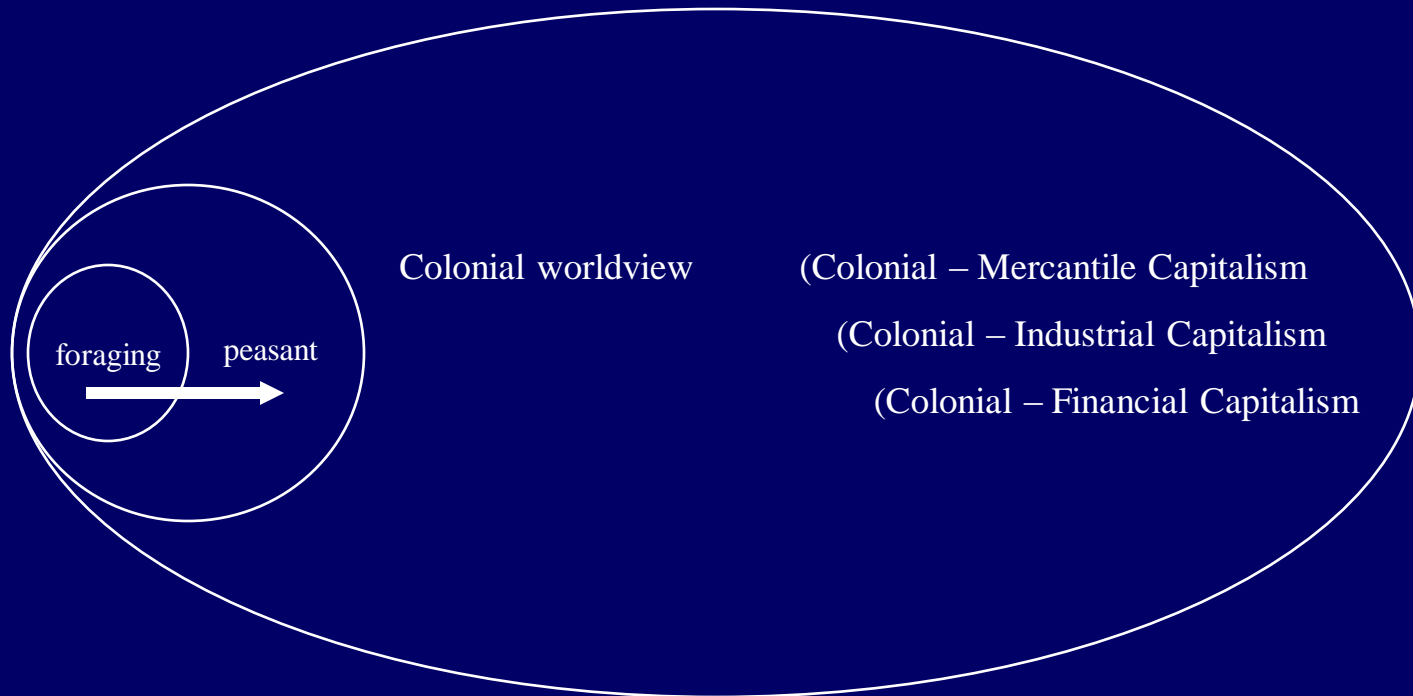 Colonial worldview (Colonial – Mercantile Capitalism
(Colonial – Industrial Capitalism
foraging peasant
(Colonial – Financial Capitalism